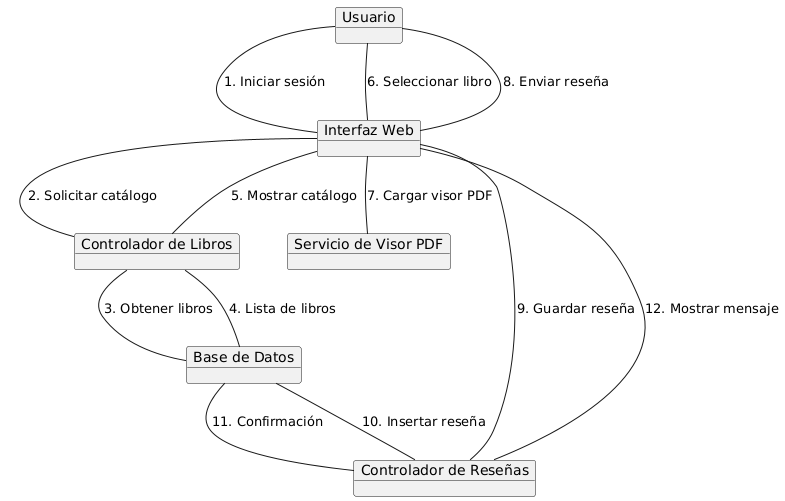 Usuario
1. Iniciar sesión
6. Seleccionar libro
8. Enviar reseña
Interfaz Web
2. Solicitar catálogo
5. Mostrar catálogo
7. Cargar visor PDF
Controlador de Libros
Servicio de Visor PDF
3. Obtener libros
4. Lista de libros
9. Guardar reseña
12. Mostrar mensaje
Base de Datos
11. Confirmación
10. Insertar reseña
Controlador de Reseñas